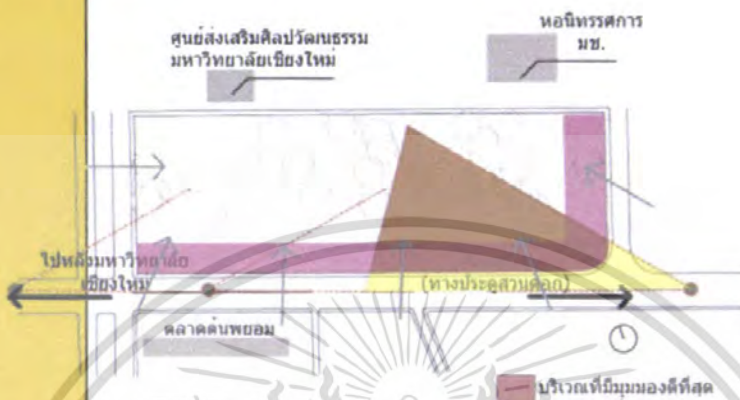 ศูนย์ส่งเสริมศิลปวัฒนธรรม
มหาวิทยาลัยเชียงใหม่
หอนิทรรศการ
มช.
ไปหลังมหาวิทยาลัย
เชียงใหม่
(ทางประตูสวนดอก)
ตลาดต้นพยอม
บริเวณที่มีมุมมองดีที่สุด